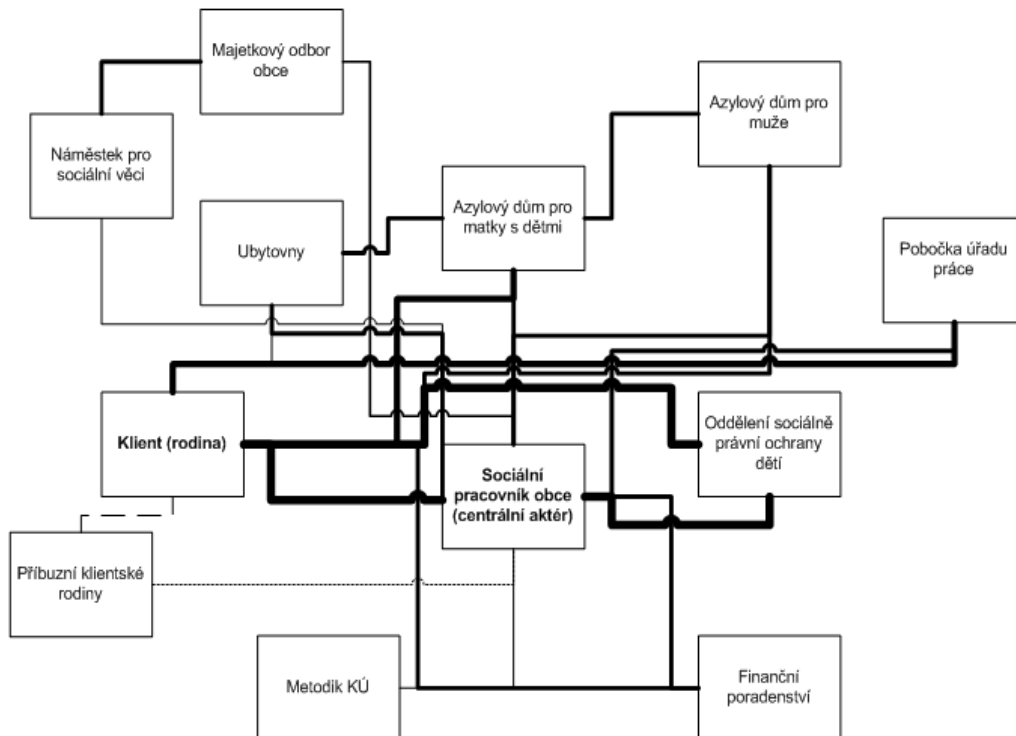 Majetkový odbor
obce
Azylový dům pro
muže
Náměstek pro
sociální věci
Azylový dům pro
matky s dětmi
Ubytovny
Pobočka úřadu
práce
Klient (rodina)
Oddělení sociálně
právní ochrany
dětí
Sociální
pracovník obce
(centrální aktér)
Příbuzní klientské
rodiny
Metodik KÚ
Finanční
poradenství